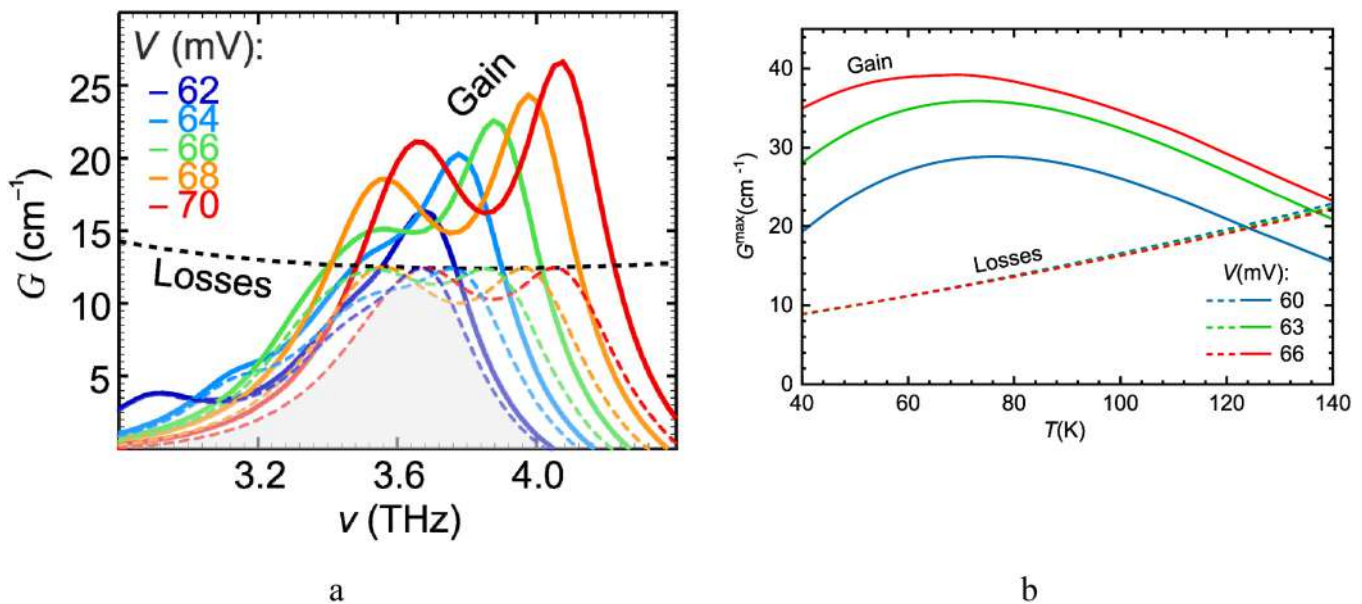 V (mV):
– 62
– 64
– 66
– 68
– 70
Gain
Losses
G (cm⁻¹)
25
20
15
10
5
3.2 3.6 4.0
ν (THz)
a
Gain
Losses
G^max(cm⁻¹)
40
30
20
10
0
40 60 80 100 120 140
T(K)
V(mV):
60
63
66
b